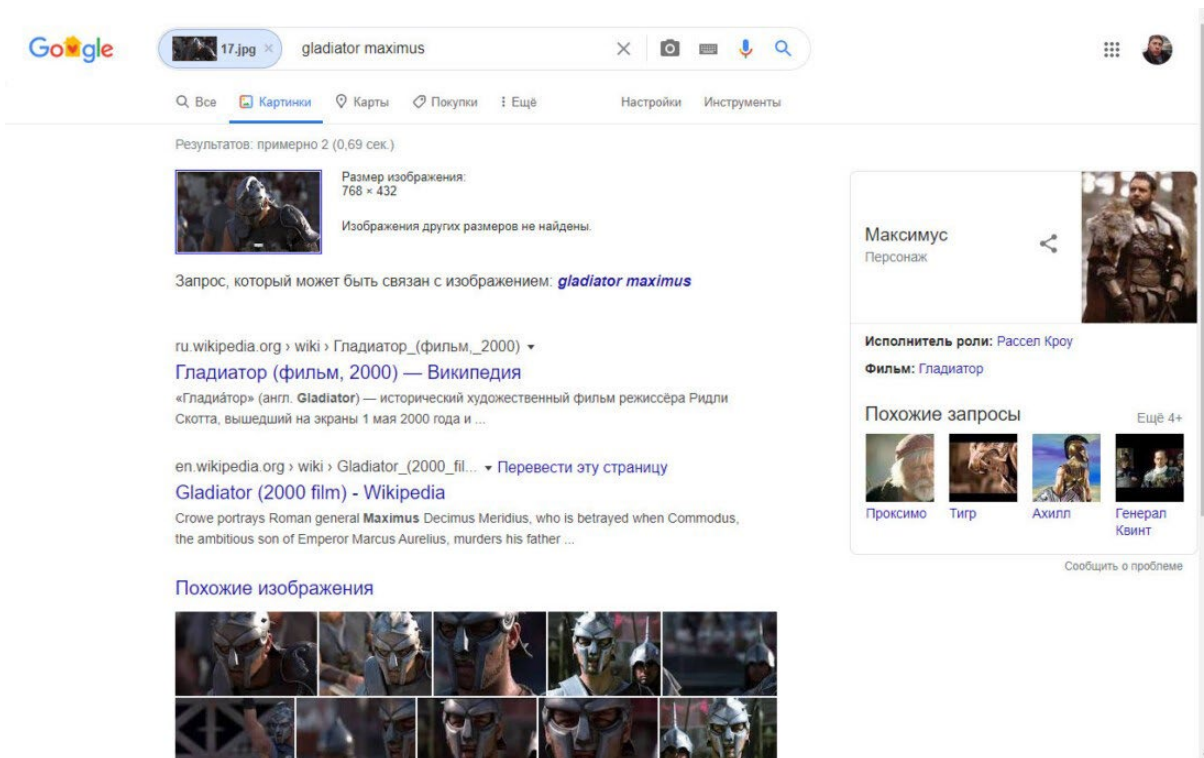 Google
17.jpg × gladiator maximus
Все Картинки Карты Покупки Ещё Настройки Инструменты
Результатов: примерно 2 (0,69 сек.)
Размер изображения:
768 × 432
Изображения других размеров не найдены.
Запрос, который может быть связан с изображением: gladiator maximus
ru.wikipedia.org › wiki › Гладиатор_(фильм,_2000)
Гладиатор (фильм, 2000) — Википедия
«Гладиа́тор» (англ. Gladiator) — исторический художественный фильм режиссёра Ридли
Скотта, вышедший на экраны 1 мая 2000 года и ...
en.wikipedia.org › wiki › Gladiator_(2000_fil... Перевести эту страницу
Gladiator (2000 film) - Wikipedia
Crowe portrays Roman general Maximus Decimus Meridius, who is betrayed when Commodus,
the ambitious son of Emperor Marcus Aurelius, murders his father ...
Похожие изображения
Максимус
Персонаж
Исполнитель роли: Рассел Кроу
Фильм: Гладиатор
Похожие запросы Ещё 4+
Проксимо Тигр Ахилл Генерал
Квинт
Сообщить о проблеме